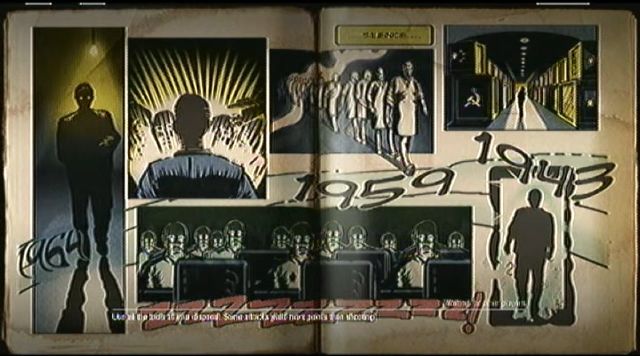 SILENCE....
1959
1964
Waiting for other players
Use all the tools at your disposal. Some attacks yield more points than shooting.